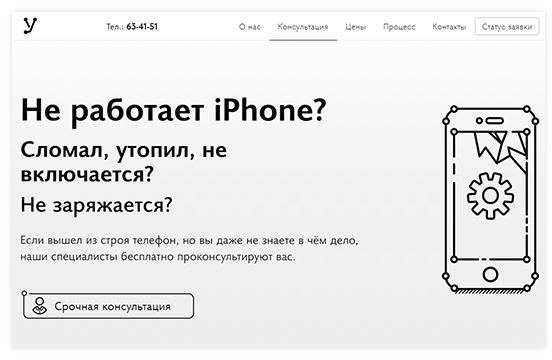 У
Тел.: 63-41-51
О нас
Консультация
Цены
Процесс
Контакты
Статус заявки
Не работает iPhone?
Сломал, утопил, не
включается?
Не заряжается?
Если вышел из строя телефон, но вы даже не знаете в чём дело,
наши специалисты бесплатно проконсультируют вас.
Срочная консультация